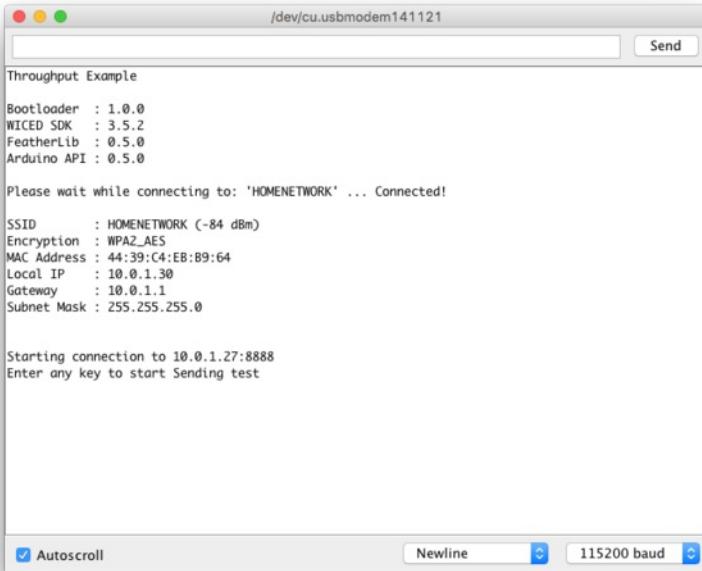 /dev/cu.usbmodem141121
Send
Throughput Example
Bootloader : 1.0.0
WICED SDK : 3.5.2
FeatherLib : 0.5.0
Arduino API : 0.5.0
Please wait while connecting to: 'HOMENETWORK' ... Connected!
SSID : HOMENETWORK (-84 dBm)
Encryption : WPA2_AES
MAC Address : 44:39:C4:EB:B9:64
Local IP : 10.0.1.30
Gateway : 10.0.1.1
Subnet Mask : 255.255.255.0
Starting connection to 10.0.1.27:8888
Enter any key to start Sending test
Autoscroll Newline 115200 baud